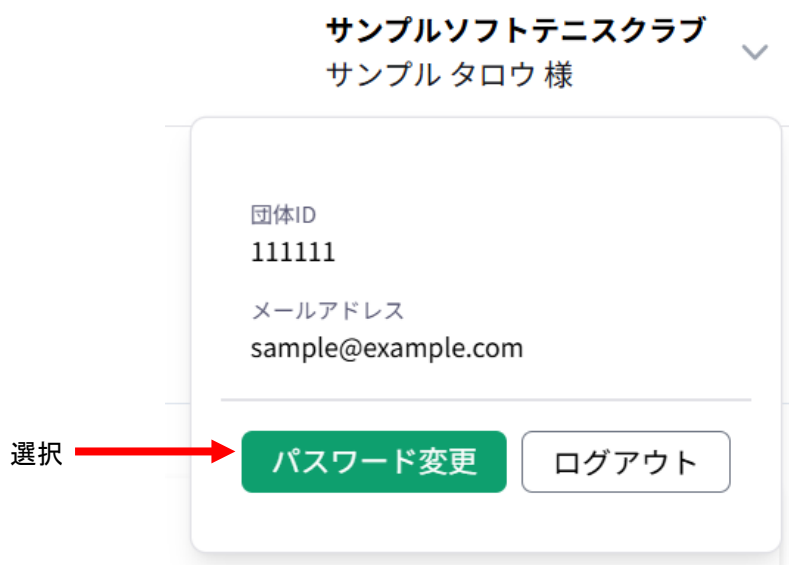 サンプルソフトテニスクラブ
サンプル タロウ 様
団体ID
111111
メールアドレス
sample@example.com
選択
パスワード変更
ログアウト